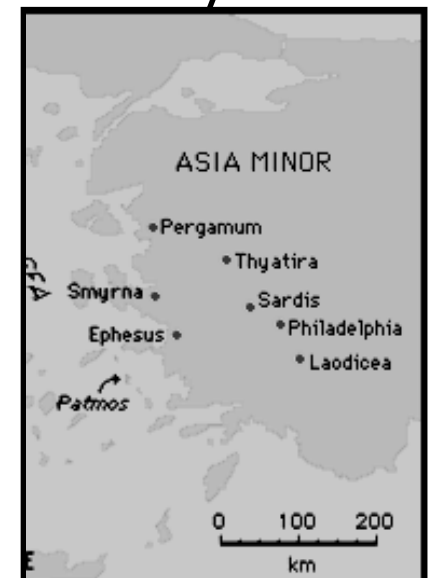 ASIA MINOR
Pergamum
Thyatira
Smyrna
Sardis
Philadelphia
Ephesus
Laodicea
Patmos
0 100 200
km
E